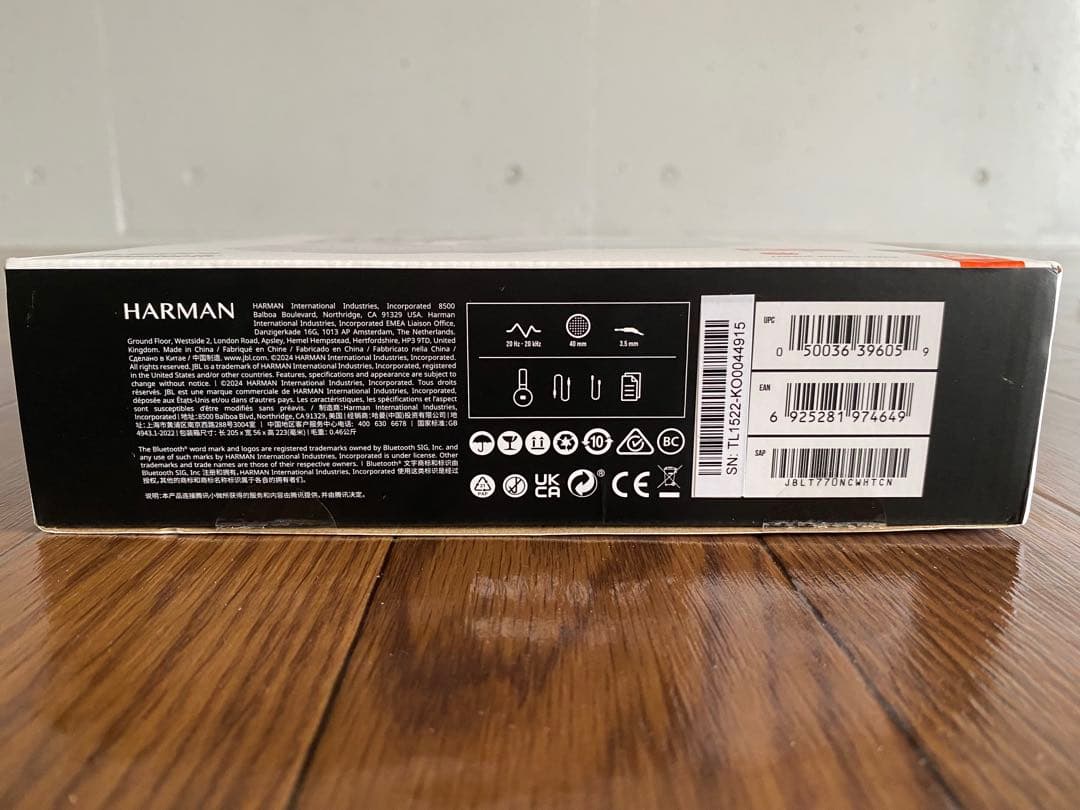 HARMAN
HARMAN International Industries, Incorporated 8500
Balboa Boulevard, Northridge, CA 91329 USA. Harman
International Industries, Incorporated EMEA Liaison Office,
Danzigerkade 16G, 1013 AP Amsterdam, The Netherlands.
Ground Floor, Westside 2, London Road, Apsley, Hemel Hempstead, Hertfordshire, HP3 9TD, United
Kingdom. Made in China / Fabriqué en Chine / Fabricado en China / Fabbricato nella China /
Сделано в Китае / 中国制造. www.jbl.com. ©2024 HARMAN International Industries, Incorporated.
All rights reserved. JBL is a trademark of HARMAN International Industries, Incorporated, registered
in the United States and/or other countries. Features, specifications and appearance are subject to
change without notice. | ©2024 HARMAN International Industries, Incorporated. Tous droits
réservés. JBL est une marque commerciale de HARMAN International Industries, Incorporated,
déposée aux États-Unis et/ou dans d'autres pays. Les caractéristiques, les spécifications et l'aspect
sont susceptibles d'être modifiés sans préavis. / 制造商:Harman International Industries,
Incorporated | 地址:8500 Balboa Blvd, Northridge, CA 91329, 美国 | 经销商:哈曼(中国)投资有限公司 |
地址:上海市黄浦区南京西路288号3004室 | 中国地区客户服务中心电话: 400 630 6678 | 国家标准:GB
4943.1-2022 | 包装箱尺寸: 长 205 x 宽 56 x 高 223(毫米) | 毛重: 0.46公斤
The Bluetooth® word mark and logos are registered trademarks owned by Bluetooth SIG, Inc. and
any use of such marks by HARMAN International Industries, Incorporated is under license. Other
trademarks and trade names are those of their respective owners. | Bluetooth® 文字商标和标识由
Bluetooth SIG, Inc 注册和拥有, HARMAN International Industries, Incorporated 使用这类标识是经过
授权, 其他的商标和商标名称标识属于各自的拥有者。
说明:本产品连接腾讯小微所获得的服务和内容由腾讯提供,并由腾讯决定。
20 Hz - 20 kHz
40 mm
3.5 mm
10
BC
PAP
UK
CA
CE
SN: TL1522-KO0044915
UPC
0 50036 39605 9
EAN
6 925281 974649
SAP
JBLT770NCWHTCN